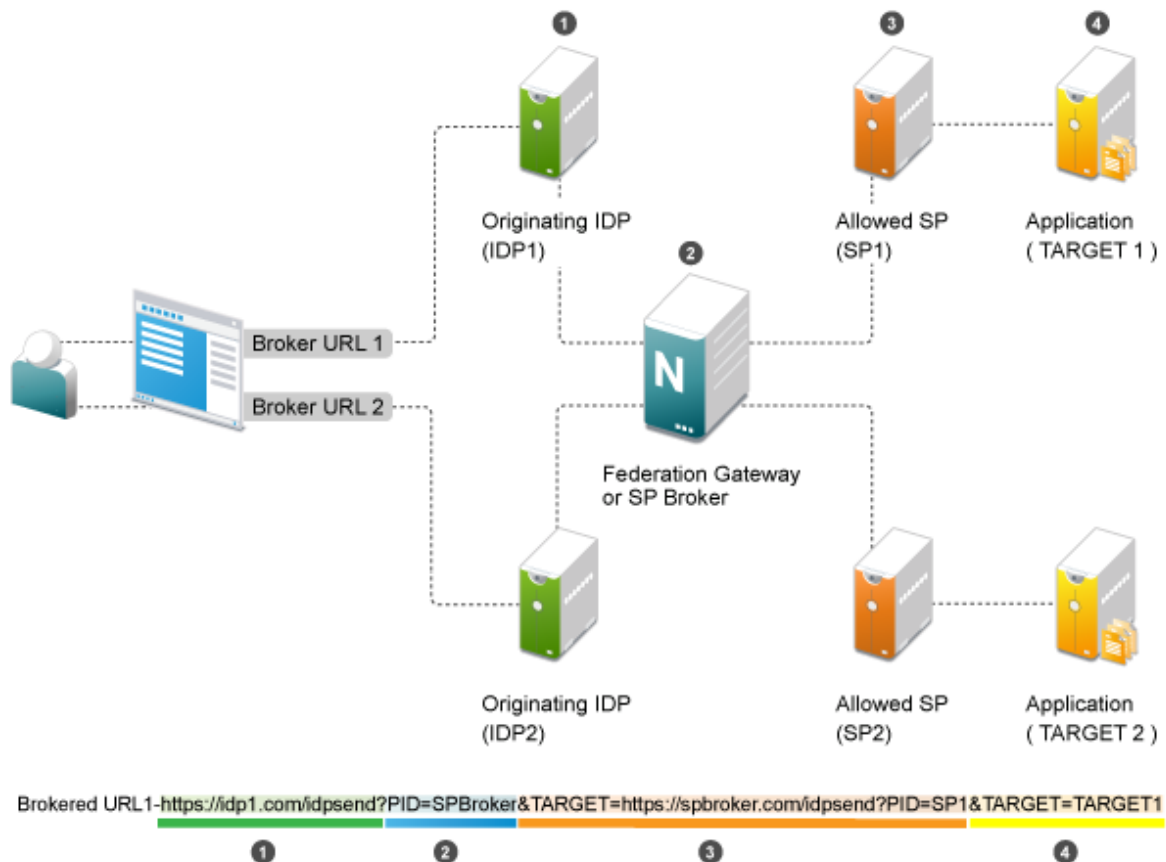 1
3
4
Originating IDP
(IDP1)
Allowed SP
(SP1)
Application
( TARGET 1 )
2
N
Broker URL 1
Broker URL 2
Federation Gateway
or SP Broker
Originating IDP
(IDP2)
Allowed SP
(SP2)
Application
( TARGET 2 )
Brokered URL1-https://idp1.com/idpsend?PID=SPBroker&TARGET=https://spbroker.com/idpsend?PID=SP1&TARGET=TARGET1
1
2
3
4